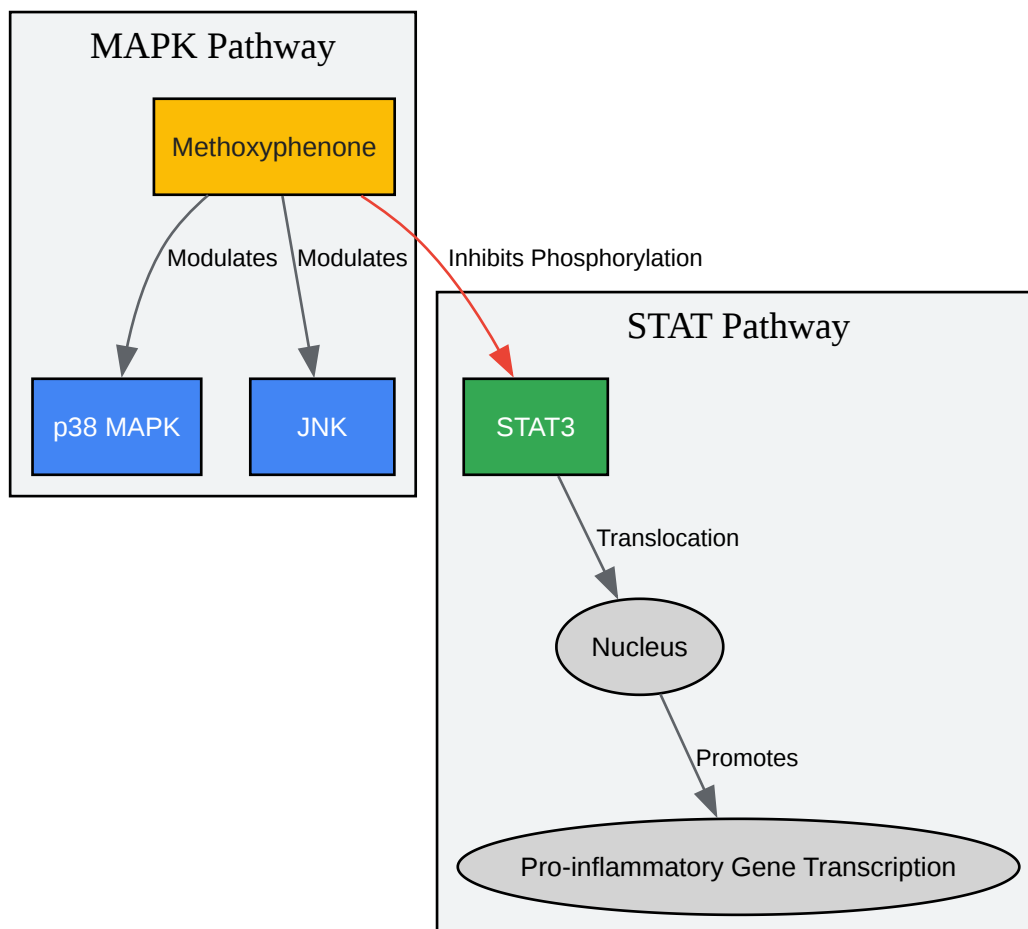 MAPK Pathway
Methoxyphenone
Modulates
Modulates
Inhibits Phosphorylation
STAT Pathway
p38 MAPK
JNK
STAT3
Translocation
Nucleus
Promotes
Pro-inflammatory Gene Transcription